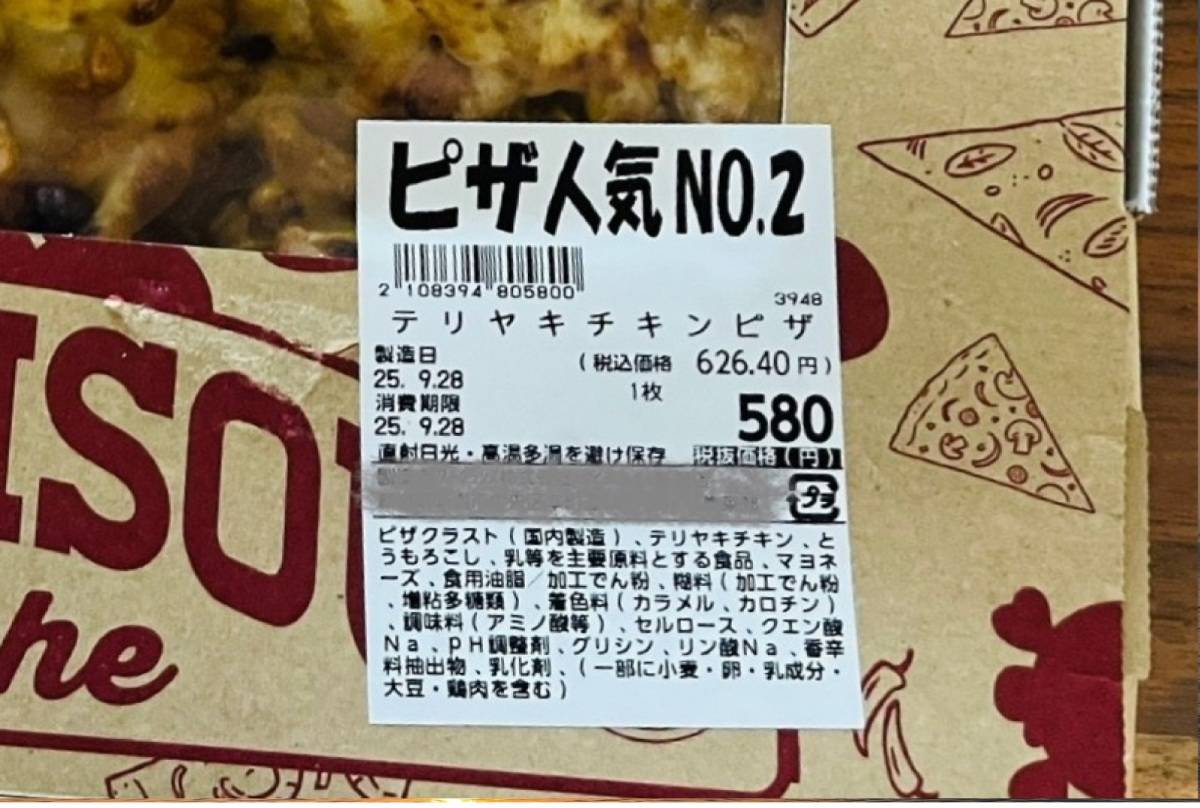 ピザ人気NO.2
2 108394 805800
3948
テリヤキチキンピザ
製造日
(税込価格 626.40円)
25. 9.28
1枚
消費期限
580
25. 9.28
直射日光・高温多湿を避け保存 税抜価格(円)
プラ
ピザクラスト(国内製造)、テリヤキチキン、と
うもろこし、乳等を主要原料とする食品、マヨネ
ーズ、食用油脂/加工でん粉、糊料(加工でん粉
、増粘多糖類)、着色料(カラメル、カロチン)
、調味料(アミノ酸等)、セルロース、クエン酸
Na、pH調整剤、グリシン、リン酸Na、香辛
料抽出物、乳化剤、(一部に小麦・卵・乳成分・
大豆・鶏肉を含む)
ISO
he